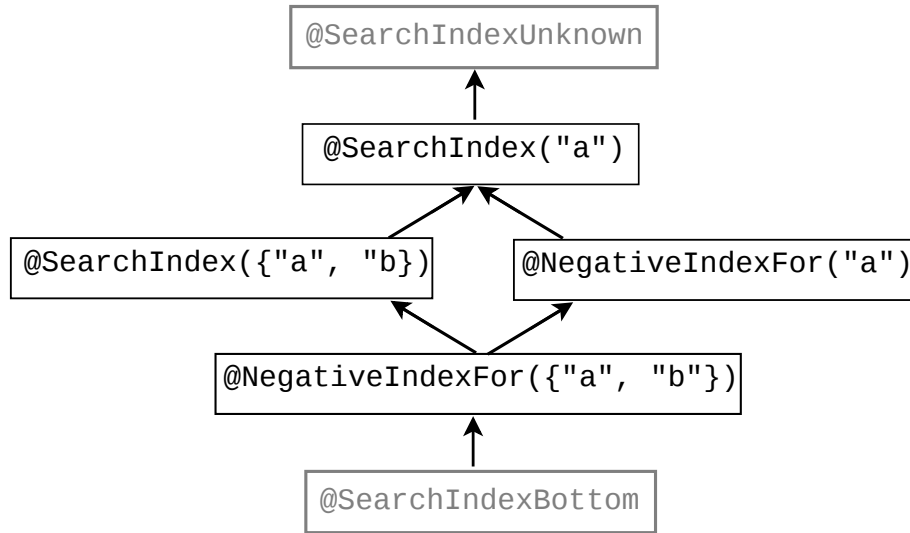 @SearchIndexUnknown
@SearchIndex("a")
@SearchIndex({"a", "b})
@NegativeIndexFor("a")
@NegativeIndexFor({"a", "b"})
@SearchIndexBottom